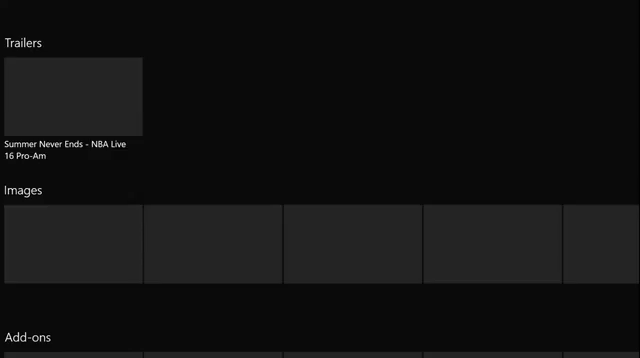 Trailers
Summer Never Ends - NBA Live
16 Pro-Am
Images
Add-ons